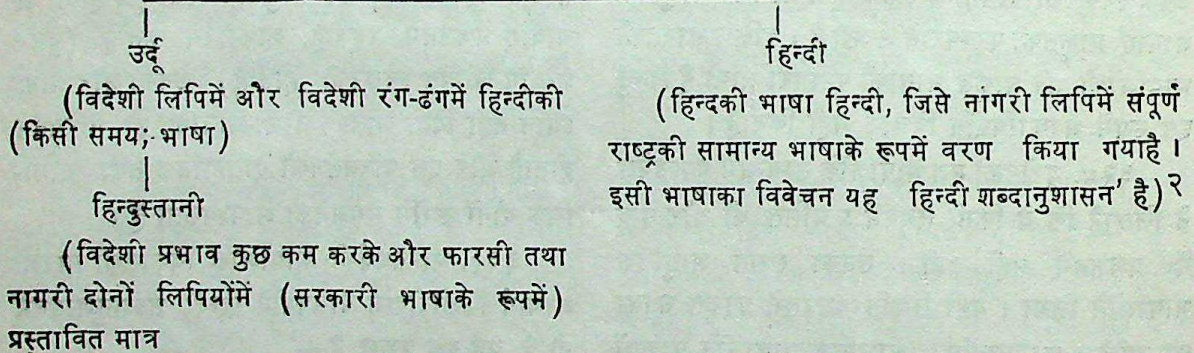 उर्दू
(विदेशी लिपिमें और विदेशी रंग-ढंगमें हिन्दीकी
(किसी समय; भाषा)
हिन्दुस्तानी
(विदेशी प्रभाव कुछ कम करके और फारसी तथा
नागरी दोनों लिपियोंमें (सरकारी भाषाके रूपमें)
प्रस्तावित मात्र
हिन्दी
(हिन्दकी भाषा हिन्दी, जिसे नागरी लिपिमें संपूर्ण
राष्ट्रकी सामान्य भाषाके रूपमें वरण किया गयाहै।
इसी भाषाका विवेचन यह हिन्दी शब्दानुशासन' है)२